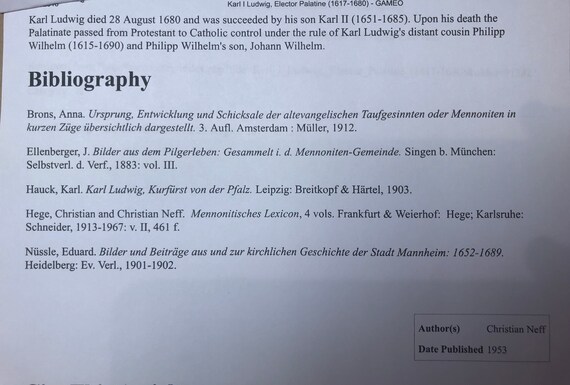 Karl I Ludwig, Elector Palatine (1617-1680) - GAMEO
Karl Ludwig died 28 August 1680 and was succeeded by his son Karl II (1651-1685). Upon his death the
Palatinate passed from Protestant to Catholic control under the rule of Karl Ludwig's distant cousin Philipp
Wilhelm (1615-1690) and Philipp Wilhelm's son, Johann Wilhelm.
Bibliography
Brons, Anna. Ursprung, Entwicklung und Schicksale der altevangelischen Taufgesinnten oder Mennoniten in
kurzen Züge übersichtlich dargestellt. 3. Aufl. Amsterdam : Müller, 1912.
Ellenberger, J. Bilder aus dem Pilgerleben: Gesammelt i. d. Mennoniten-Gemeinde. Singen b. München:
Selbstverl. d. Verf., 1883: vol. III.
Hauck, Karl. Karl Ludwig, Kurfürst von der Pfalz. Leipzig: Breitkopf & Härtel, 1903.
Hege, Christian and Christian Neff. Mennonitisches Lexicon, 4 vols. Frankfurt & Weierhof: Hege; Karlsruhe:
Schneider, 1913-1967: v. II, 461 f.
Nüssle, Eduard. Bilder und Beiträge aus und zur kirchlichen Geschichte der Stadt Mannheim: 1652-1689.
Heidelberg: Ev. Verl., 1901-1902.
Author(s) Christian Neff
Date Published 1953